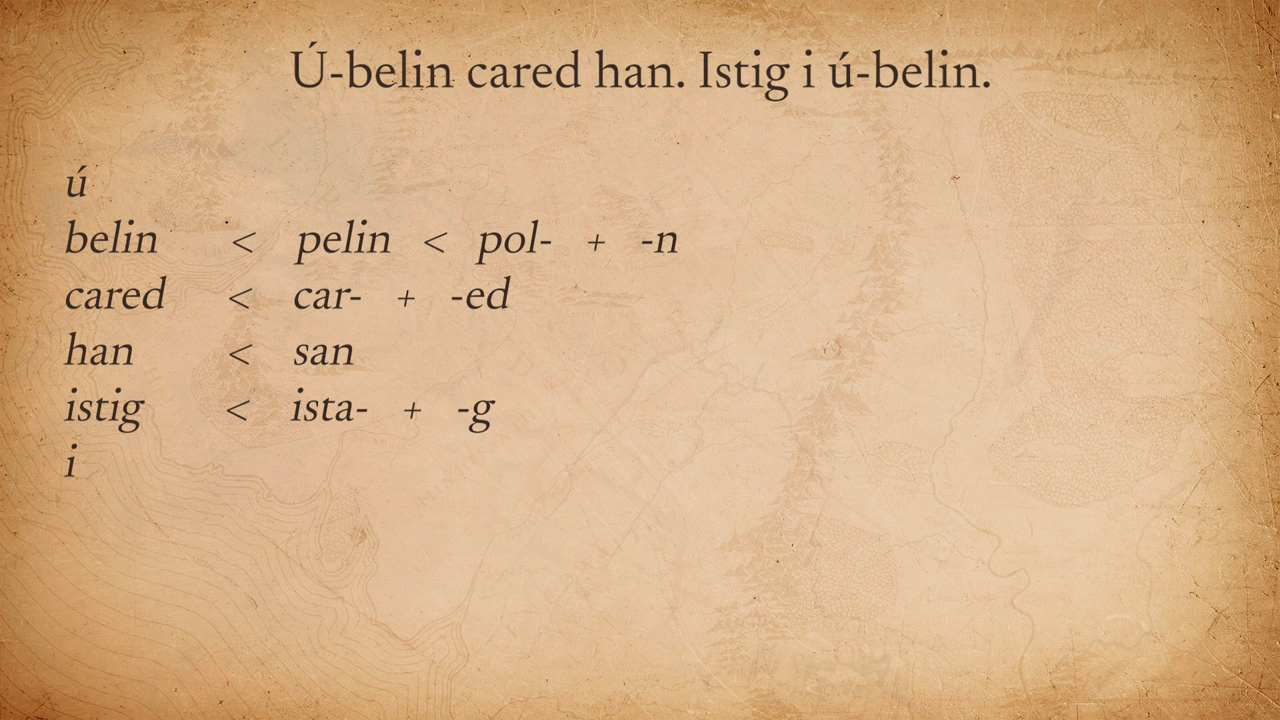 Ú-belin cared han. Istig i ú-belin.
ú
belin < pelin < pol- + -n
cared < car- + -ed
han < san
istig < ista- + -g
i